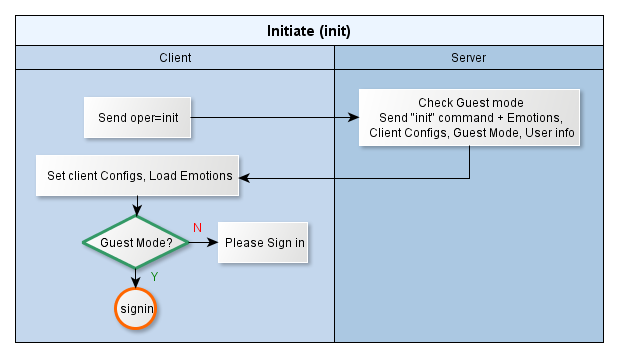 Initiate (init)
Client
Server
Send oper=init
Check Guest mode
Send "init" command + Emotions,
Client Configs, Guest Mode, User info
Set client Configs, Load Emotions
Guest Mode?
N
Please Sign in
Y
signin